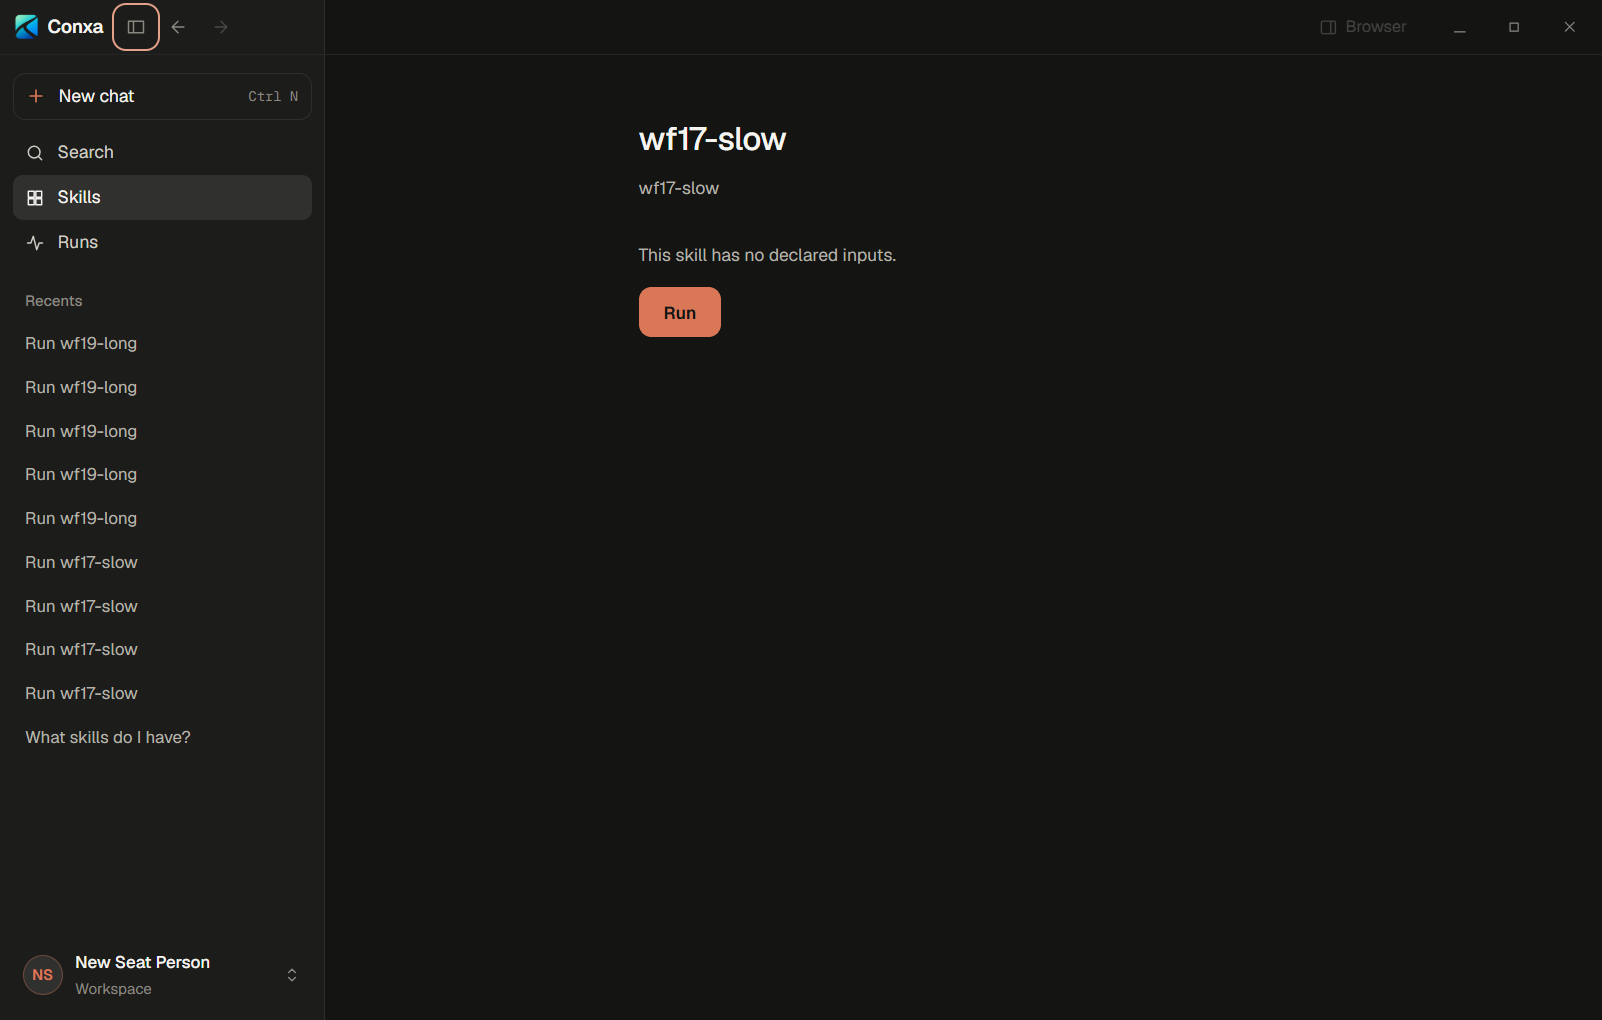 Conxa
Browser
New chat
Ctrl N
Search
Skills
Runs
Recents
Run wf19-long
Run wf19-long
Run wf19-long
Run wf19-long
Run wf19-long
Run wf17-slow
Run wf17-slow
Run wf17-slow
Run wf17-slow
What skills do I have?
NS
New Seat Person
Workspace
wf17-slow
wf17-slow
This skill has no declared inputs.
Run